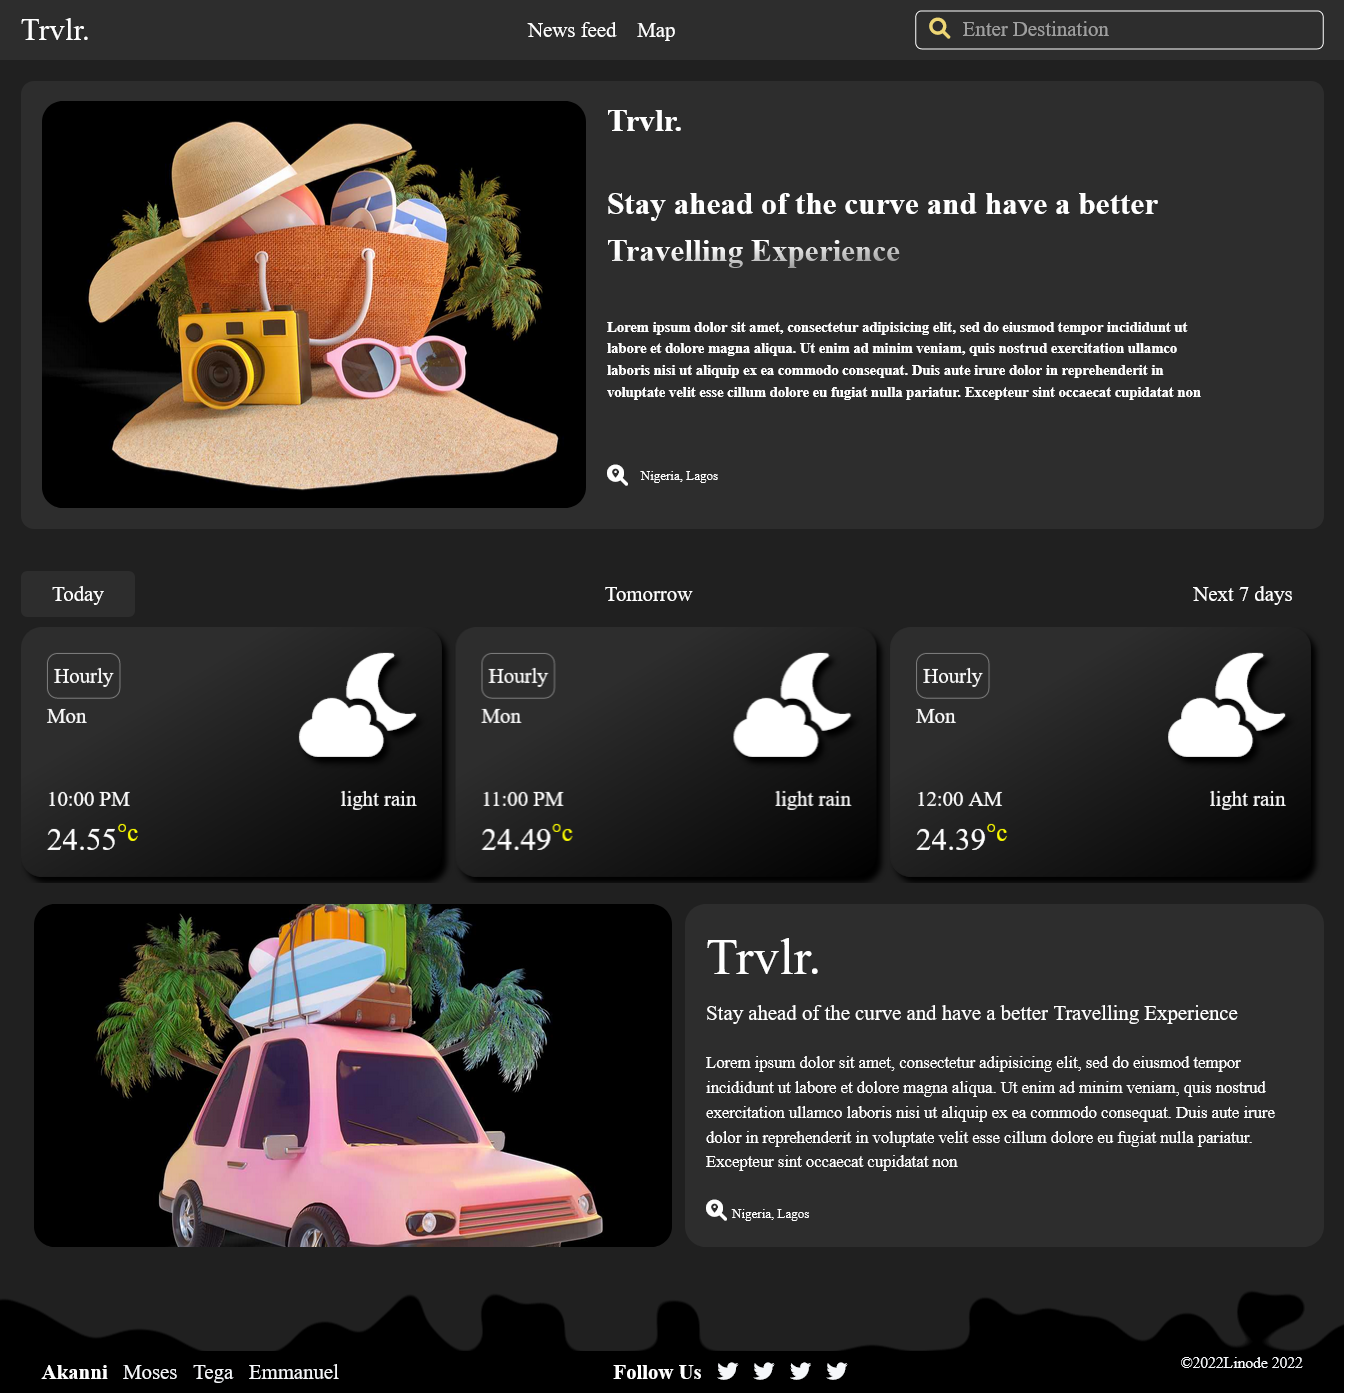 Trvlr.
News feed Map
Enter Destination
Trvlr.
Stay ahead of the curve and have a better
Travelling Experience
Lorem ipsum dolor sit amet, consectetur adipisicing elit, sed do eiusmod tempor incididunt ut
labore et dolore magna aliqua. Ut enim ad minim veniam, quis nostrud exercitation ullamco
laboris nisi ut aliquip ex ea commodo consequat. Duis aute irure dolor in reprehenderit in
voluptate velit esse cillum dolore eu fugiat nulla pariatur. Excepteur sint occaecat cupidatat non
Nigeria, Lagos
Today
Tomorrow
Next 7 days
Hourly
Mon
10:00 PM
light rain
24.55°c
Hourly
Mon
11:00 PM
light rain
24.49°c
Hourly
Mon
12:00 AM
light rain
24.39°c
Trvlr.
Stay ahead of the curve and have a better Travelling Experience
Lorem ipsum dolor sit amet, consectetur adipisicing elit, sed do eiusmod tempor
incididunt ut labore et dolore magna aliqua. Ut enim ad minim veniam, quis nostrud
exercitation ullamco laboris nisi ut aliquip ex ea commodo consequat. Duis aute irure
dolor in reprehenderit in voluptate velit esse cillum dolore eu fugiat nulla pariatur.
Excepteur sint occaecat cupidatat non
Nigeria, Lagos
Akanni Moses Tega Emmanuel
Follow Us
©2022Linode 2022